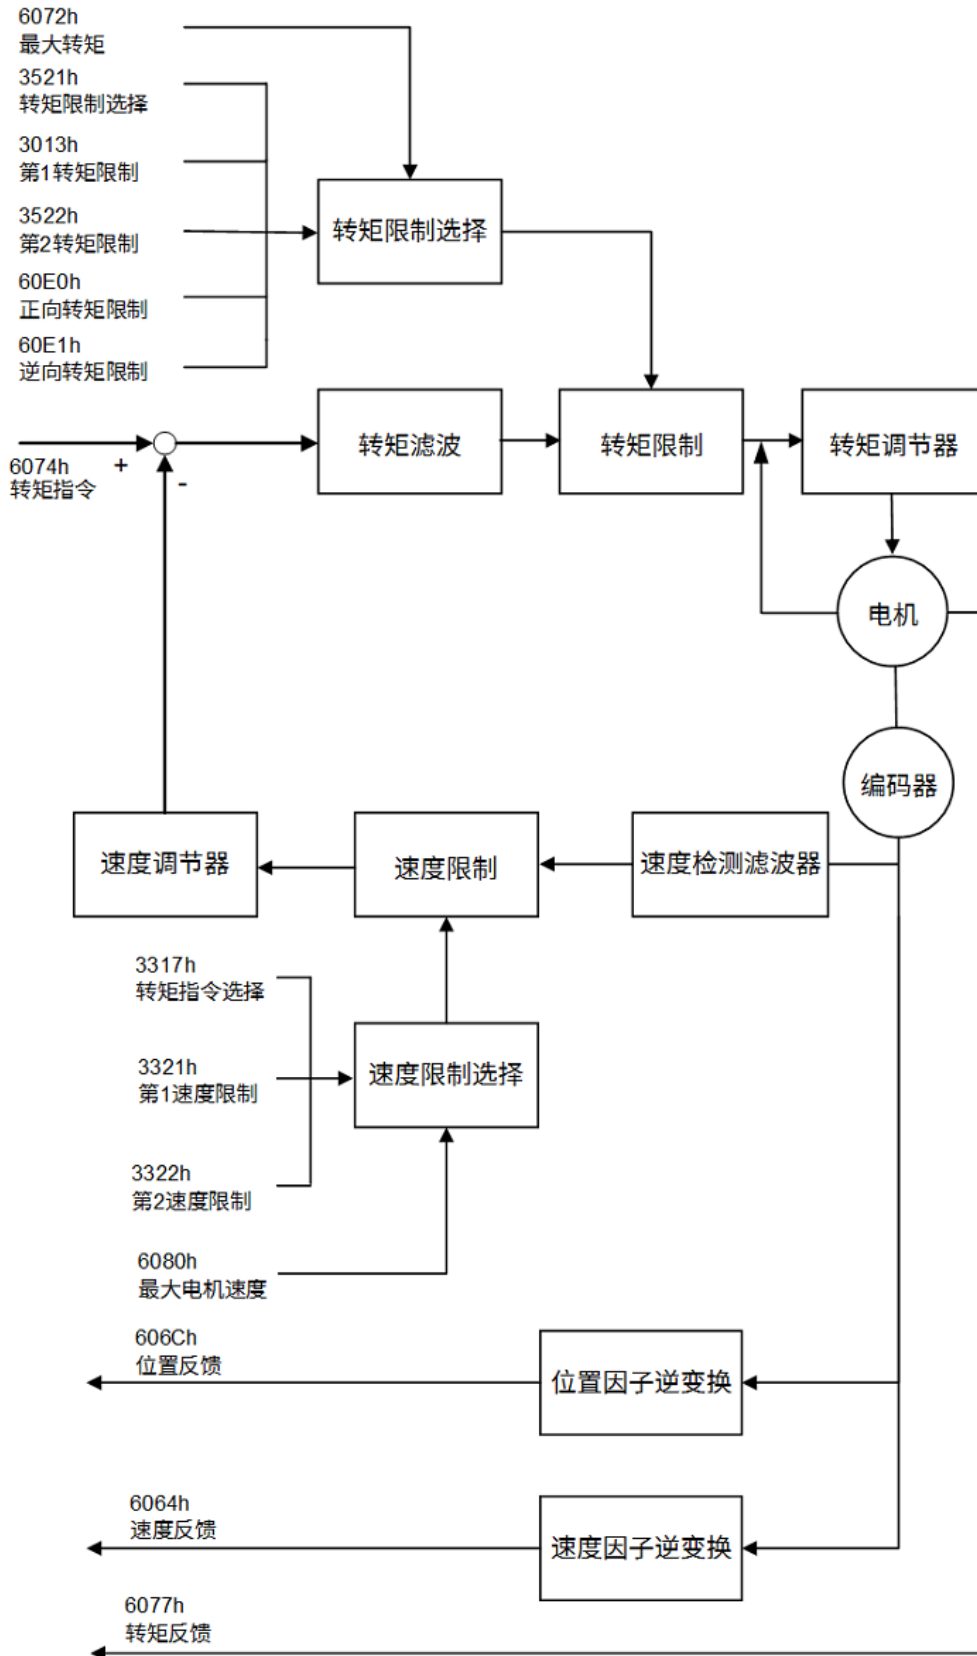 6072h
最大转矩
3521h
转矩限制选择
3013h
第1转矩限制
3522h
第2转矩限制
转矩限制选择
60E0h
正向转矩限制
60E1h
逆向转矩限制
转矩滤波
转矩限制
转矩调节器
6074h
转矩指令
+
-
电机
编码器
速度调节器
速度限制
速度检测滤波器
3317h
转矩指令选择
3321h
第1速度限制
速度限制选择
3322h
第2速度限制
6080h
最大电机速度
606Ch
位置反馈
位置因子逆变换
6064h
速度反馈
速度因子逆变换
6077h
转矩反馈